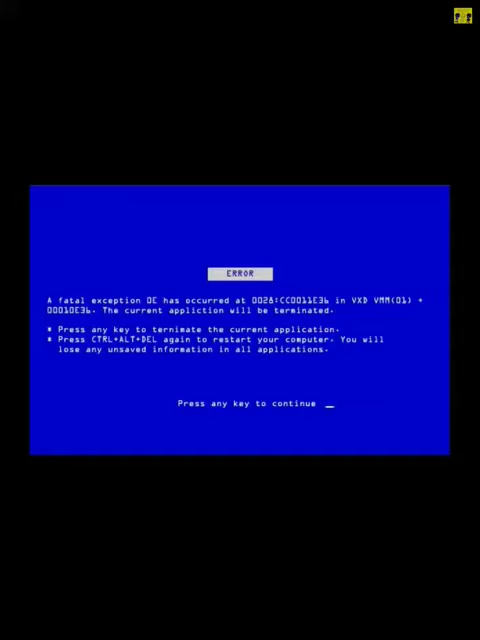 ERROR
A fatal exception 0E has occurred at 0028:CC0011E36 in VXD VMM(01) +
00010E36. The current appliction will be terminated.
* Press any key to ternimate the current application.
* Press CTRL+ALT+DEL again to restart your computer. You will
lose any unsaved information in all applications.
Press any key to continue _